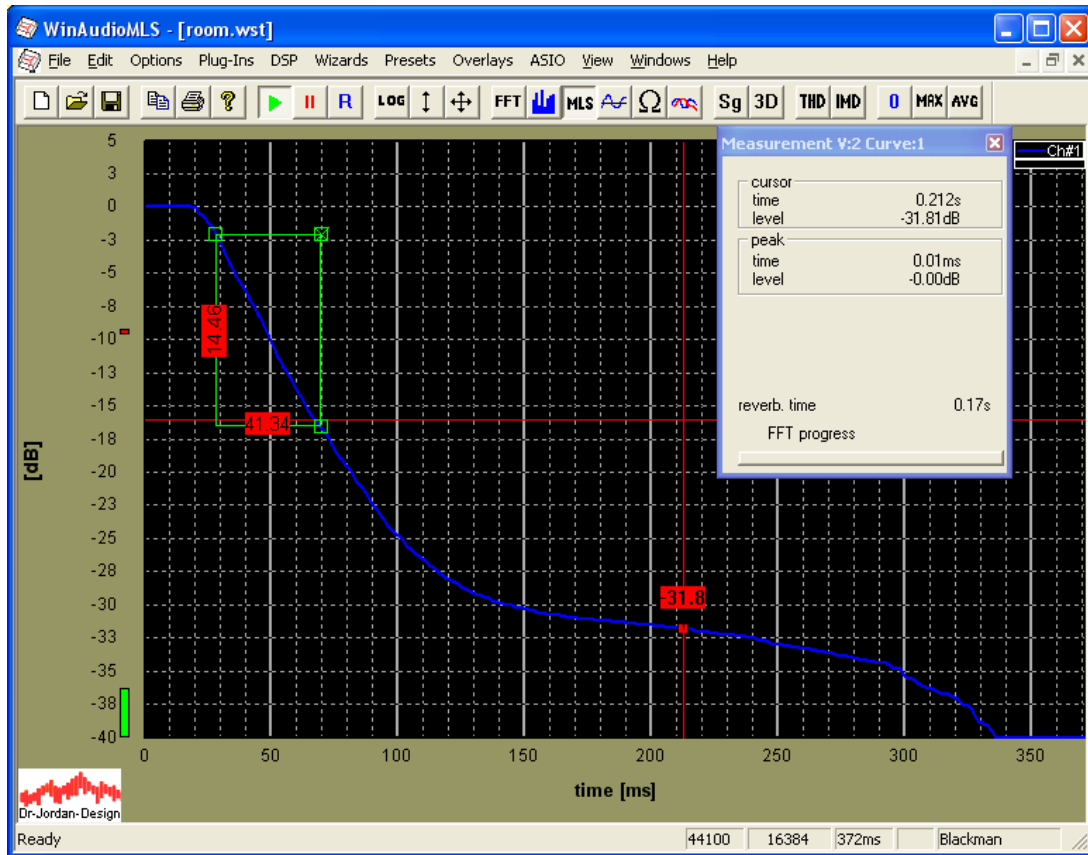 WinAudioMLS - [room.wst]
File Edit Options Plug-Ins DSP Wizards Presets Overlays ASIO View Windows Help
? R LOG FFT MLS Ω Sg 3D THD IMD 0 MAX AVG
Measurement V:2 Curve:1
Ch#1
cursor
time 0.212s
level -31.81dB
peak
time 0.01ms
level -0.00dB
reverb. time 0.17s
FFT progress
5
3
0
-3
-5
-8
-10
-13
-15
-18
-20
-23
-25
-28
-30
-33
-35
-38
-40
[dB]
14.46
41.34
-31.8
0 50 100 150 200 250 300 350
time [ms]
Dr-Jordan-Design
Ready 44100 16384 372ms Blackman